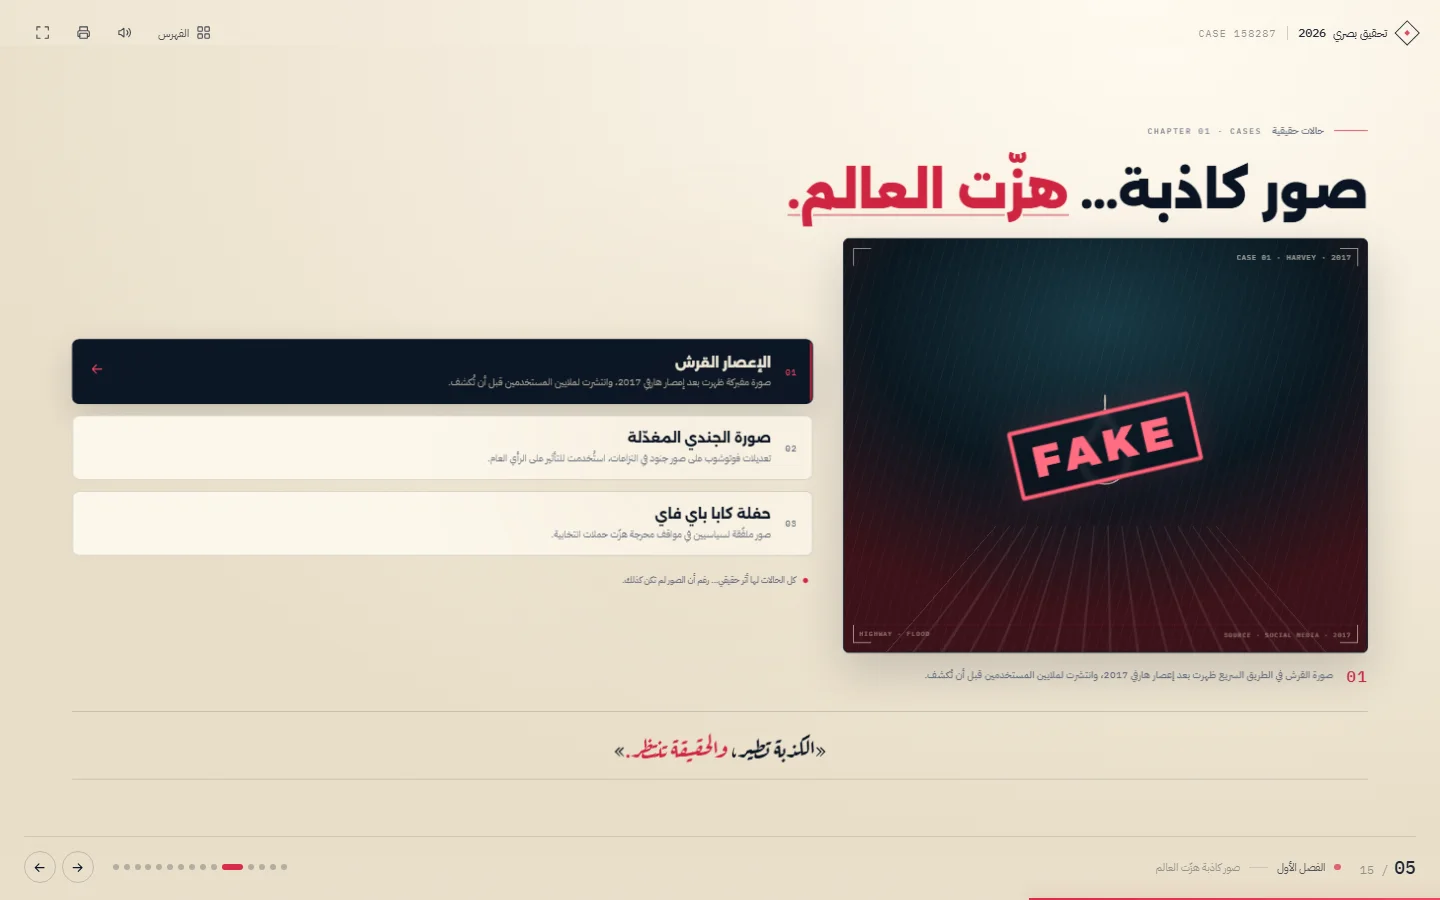 تحقيق بصري 2026 CASE 158287
الفهرس
حالات حقيقية CHAPTER 01 - CASES
صور كاذبة... هزّت العالم.
CASE 01 - HARVEY - 2017
FAKE
HIGHWAY - FLOOD
SOURCE - SOCIAL MEDIA - 2017
01 صورة القرش في الطريق السريع ظهرت بعد إعصار هارفي 2017، وانتشرت لملايين المستخدمين قبل أن تُكشف.
01
الإعصار القرش
صورة مفبركة ظهرت بعد إعصار هارفي 2017، وانتشرت لملايين المستخدمين قبل أن تُكشف.
02
صورة الجندي المعدّلة
تعديلات فوتوشوب على صور جنود في النزاعات، استُخدمت للتأثير على الرأي العام.
03
حفلة كابا باي فاي
صور ملفّقة لسياسيين في مواقف محرجة هزّت حملات انتخابية.
كل الحالات لها أثر حقيقي... رغم أن الصور لم تكن كذلك.
«الكذبة تطير، والحقيقة تنتظر.»
05 / 15 الفصل الأول — صور كاذبة هزّت العالم